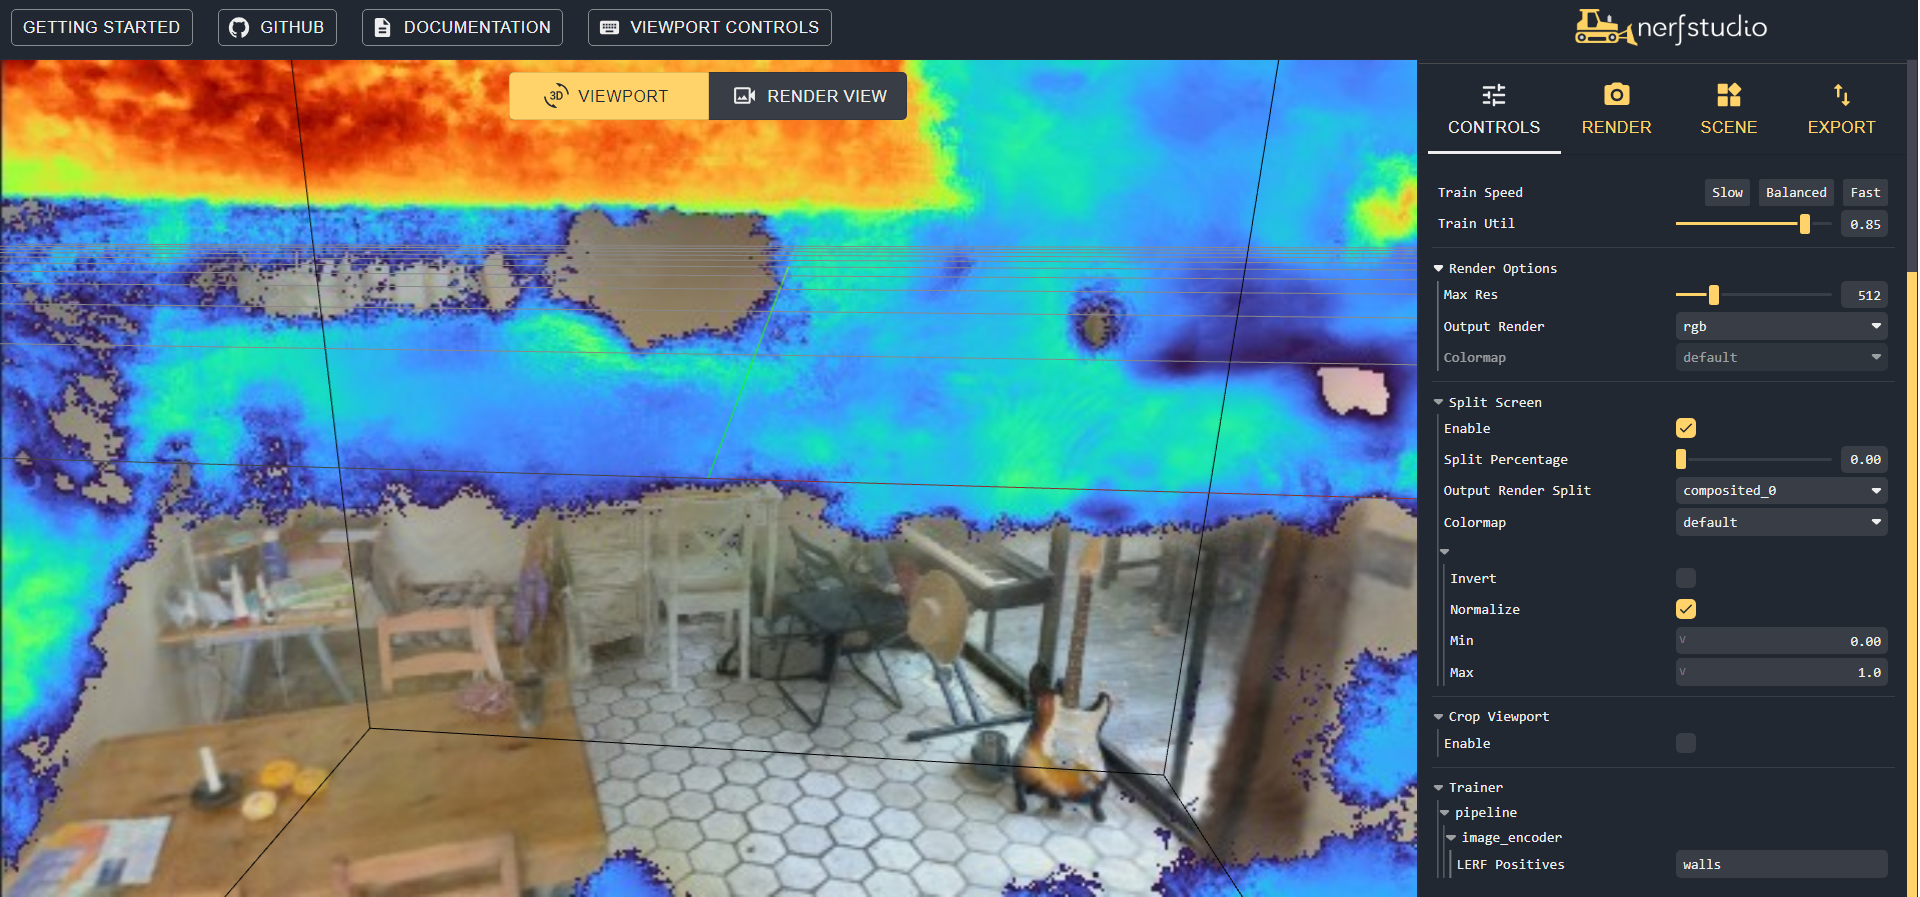 GETTING STARTED
GITHUB
DOCUMENTATION
VIEWPORT CONTROLS
nerfstudio
3D VIEWPORT
RENDER VIEW
CONTROLS
RENDER
SCENE
EXPORT
Train Speed Slow Balanced Fast
Train Util 0.85
Render Options
Max Res 512
Output Render rgb
Colormap default
Split Screen
Enable
Split Percentage 0.00
Output Render Split composited_0
Colormap default
Invert
Normalize
Min V 0.00
Max V 1.0
Crop Viewport
Enable
Trainer
pipeline
image_encoder
LERF Positives walls